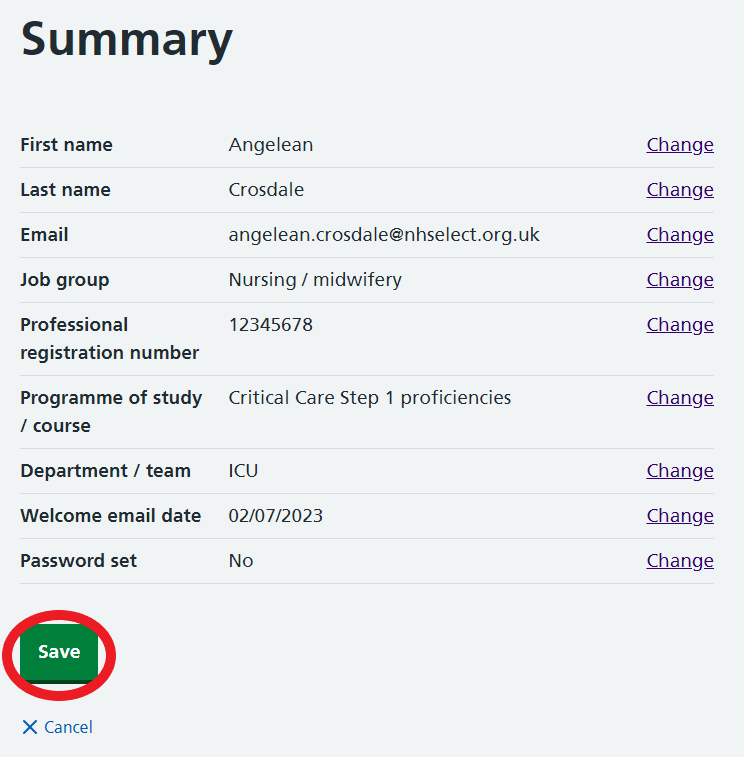 Summary
First name Angelean Change
Last name Crosdale Change
Email angelean.crosdale@nhselect.org.uk Change
Job group Nursing / midwifery Change
Professional 12345678 Change
registration number
Programme of study Critical Care Step 1 proficiencies Change
/ course
Department / team ICU Change
Welcome email date 02/07/2023 Change
Password set No Change
Save
Cancel